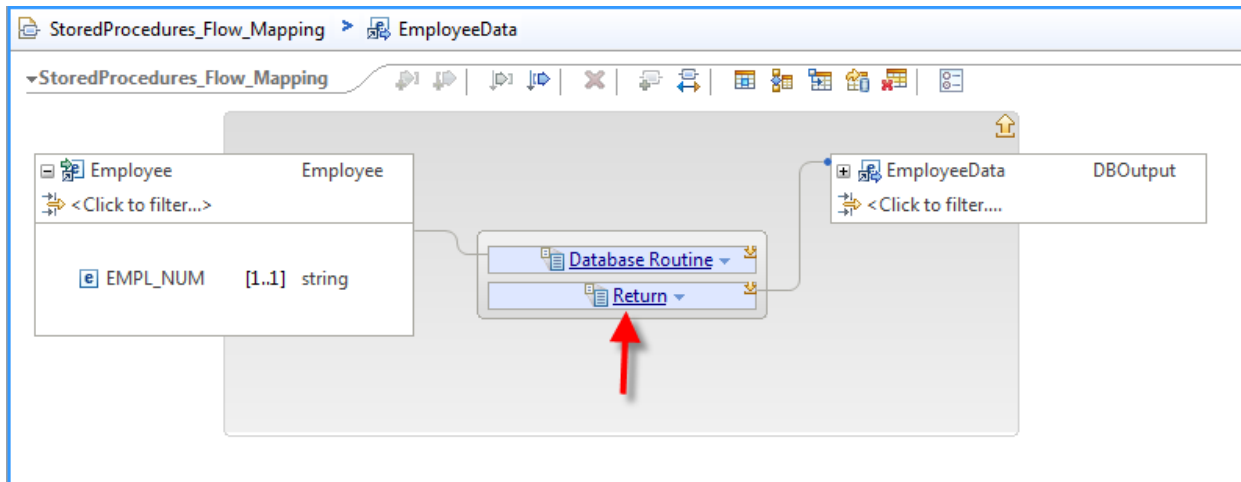 StoredProcedures_Flow_Mapping > EmployeeData
StoredProcedures_Flow_Mapping
Employee Employee
<Click to filter...>
EMPL_NUM [1..1] string
Database Routine
Return
EmployeeData DBOutput
<Click to filter....